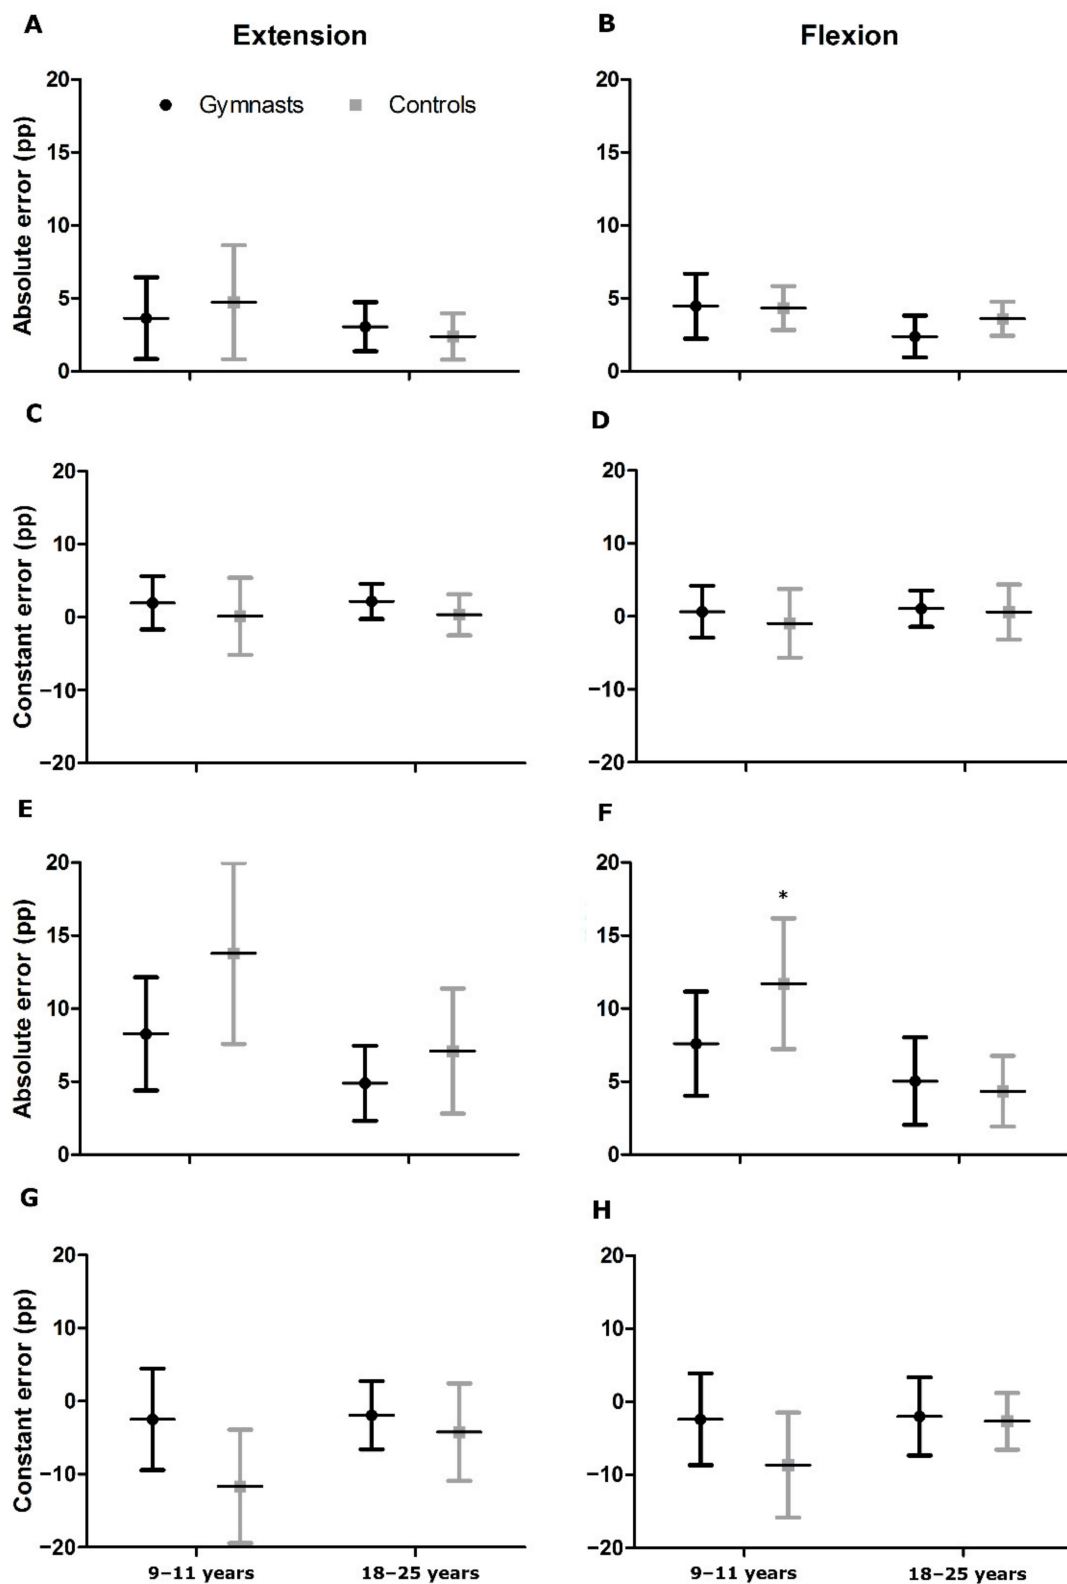 A
Extension
B
Flexion
Absolute error (pp)
20
15
10
5
0
Gymnasts
Controls
20
15
10
5
0
C
D
Constant error (pp)
20
10
0
−10
−20
20
10
0
−10
−20
E
F
Absolute error (pp)
20
15
10
5
0
20
15
10
5
0
*
G
H
Constant error (pp)
20
10
0
−10
−20
20
10
0
−10
−20
9–11 years
18–25 years
9–11 years
18–25 years